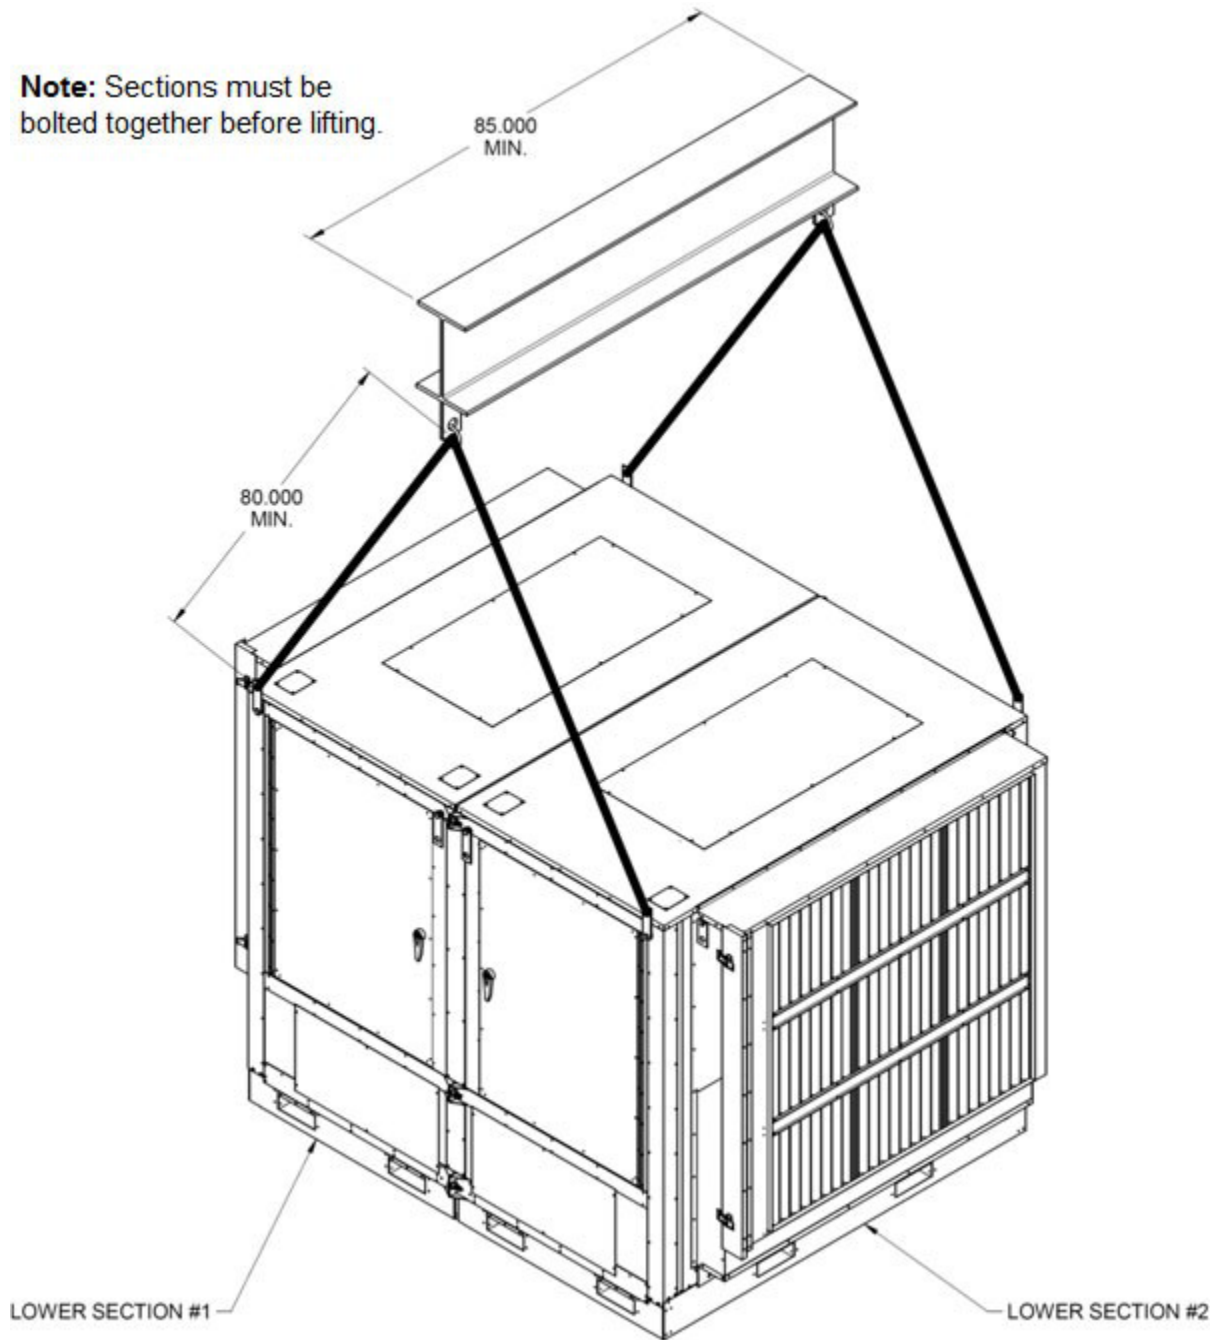 Note: Sections must be
bolted together before lifting.
85.000
MIN.
80.000
MIN.
LOWER SECTION #1
LOWER SECTION #2